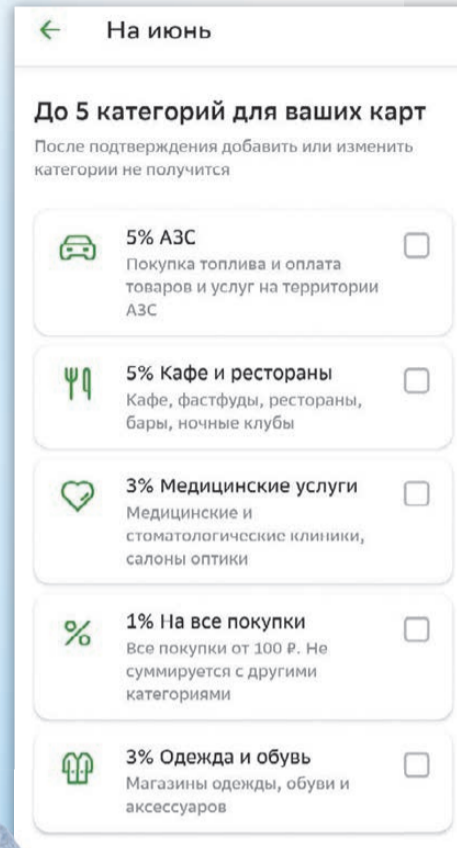 На июнь
До 5 категорий для ваших карт
После подтверждения добавить или изменить
категории не получится
5% АЗС
Покупка топлива и оплата
товаров и услуг на территории
АЗС
5% Кафе и рестораны
Кафе, фастфуды, рестораны,
бары, ночные клубы
3% Медицинские услуги
Медицинские и
стоматологические клиники,
салоны оптики
1% На все покупки
Все покупки от 100 ₽. Не
суммируется с другими
категориями
3% Одежда и обувь
Магазины одежды, обуви и
аксессуаров